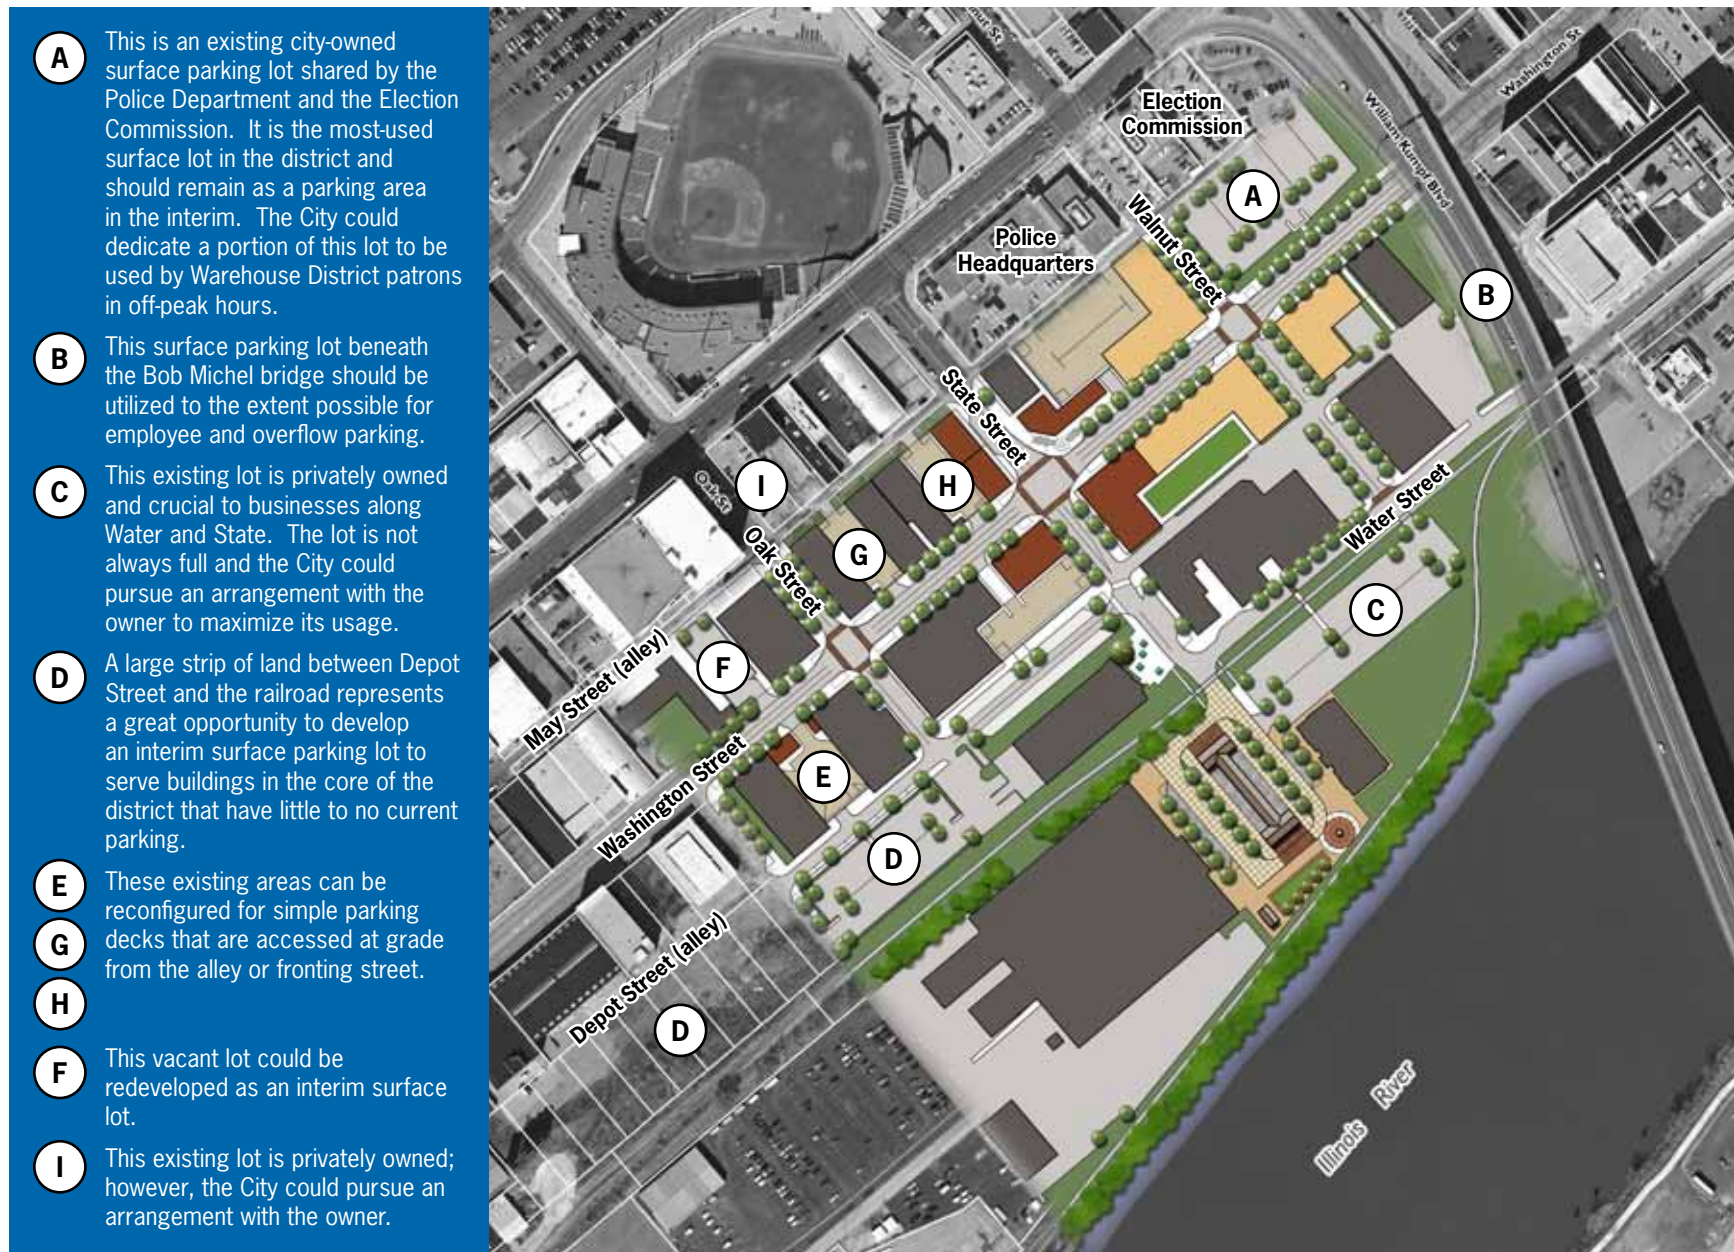 A
This is an existing city-owned
surface parking lot shared by the
Police Department and the Election
Commission. It is the most-used
surface lot in the district and
should remain as a parking area
in the interim. The City could
dedicate a portion of this lot to be
used by Warehouse District patrons
in off-peak hours.
B
This surface parking lot beneath
the Bob Michel bridge should be
utilized to the extent possible for
employee and overflow parking.
C
This existing lot is privately owned
and crucial to businesses along
Water and State. The lot is not
always full and the City could
pursue an arrangement with the
owner to maximize its usage.
D
A large strip of land between Depot
Street and the railroad represents
a great opportunity to develop
an interim surface parking lot to
serve buildings in the core of the
district that have little to no current
parking.
E
G
H
These existing areas can be
reconfigured for simple parking
decks that are accessed at grade
from the alley or fronting street.
F
This vacant lot could be
redeveloped as an interim surface
lot.
I
This existing lot is privately owned;
however, the City could pursue an
arrangement with the owner.
Washington St
Election
Commission
William Kumpf Blvd
A
Walnut Street
Police
Headquarters
B
State Street
I
H
Oak St
Water Street
G
Oak Street
C
F
May Street (alley)
E
Washington Street
D
Depot Street (alley)
D
Illinois River